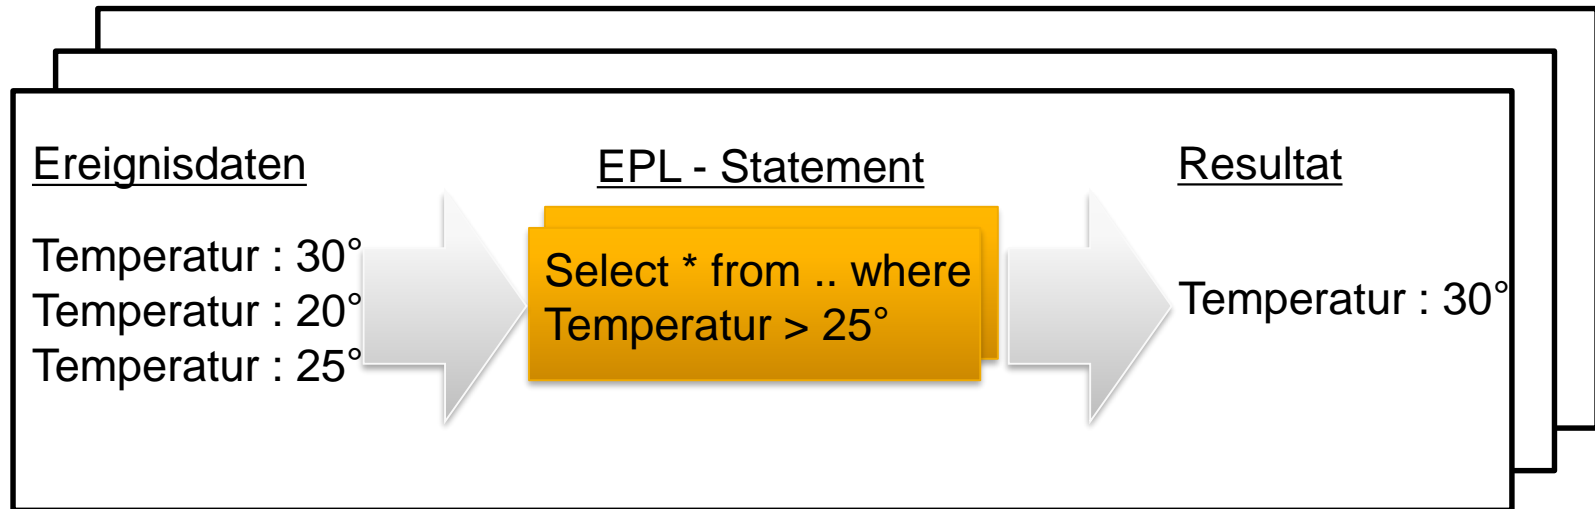 Ereignisdaten
Temperatur : 30°
Temperatur : 20°
Temperatur : 25°
EPL - Statement
Select * from .. where
Temperatur > 25°
Resultat
Temperatur : 30°